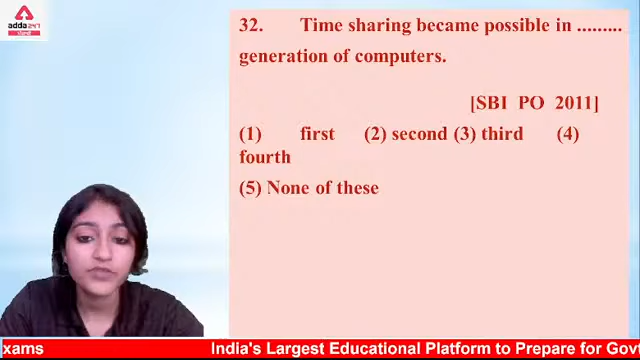 adda247
ਪੰਜਾਬੀ
32. Time sharing became possible in .........
generation of computers.
[SBI PO 2011]
(1) first (2) second (3) third (4)
fourth
(5) None of these
xams India's Largest Educational Platform to Prepare for Govt